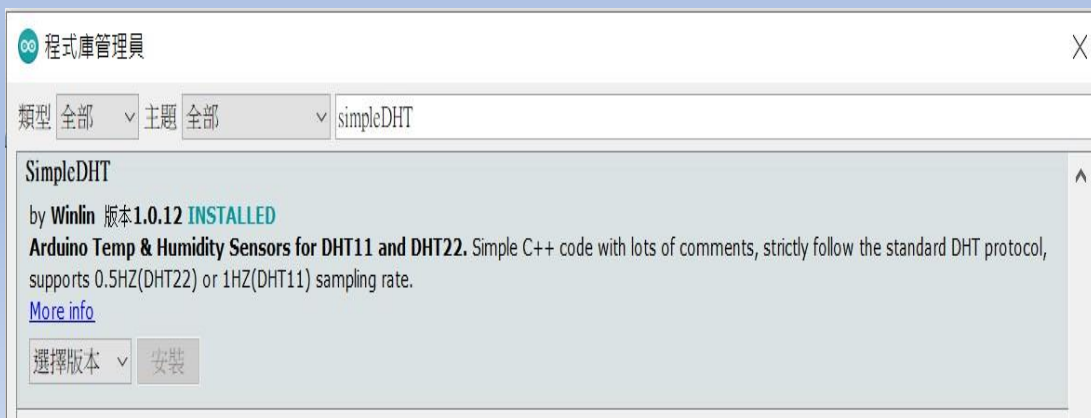 程式庫管理員
類型 全部 主題 全部 simpleDHT
SimpleDHT
by Winlin 版本1.0.12 INSTALLED
Arduino Temp & Humidity Sensors for DHT11 and DHT22. Simple C++ code with lots of comments, strictly follow the standard DHT protocol,
supports 0.5HZ(DHT22) or 1HZ(DHT11) sampling rate.
More info
選擇版本 安裝